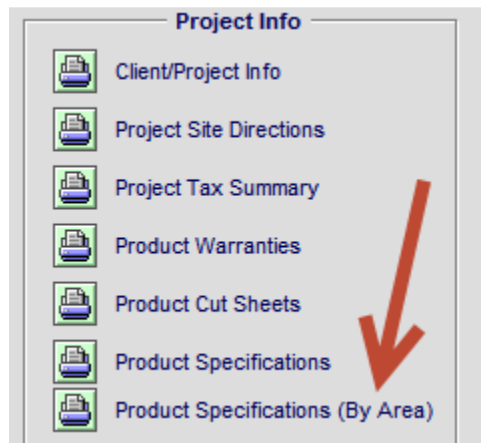 Project Info
Client/Project Info
Project Site Directions
Project Tax Summary
Product Warranties
Product Cut Sheets
Product Specifications
Product Specifications (By Area)